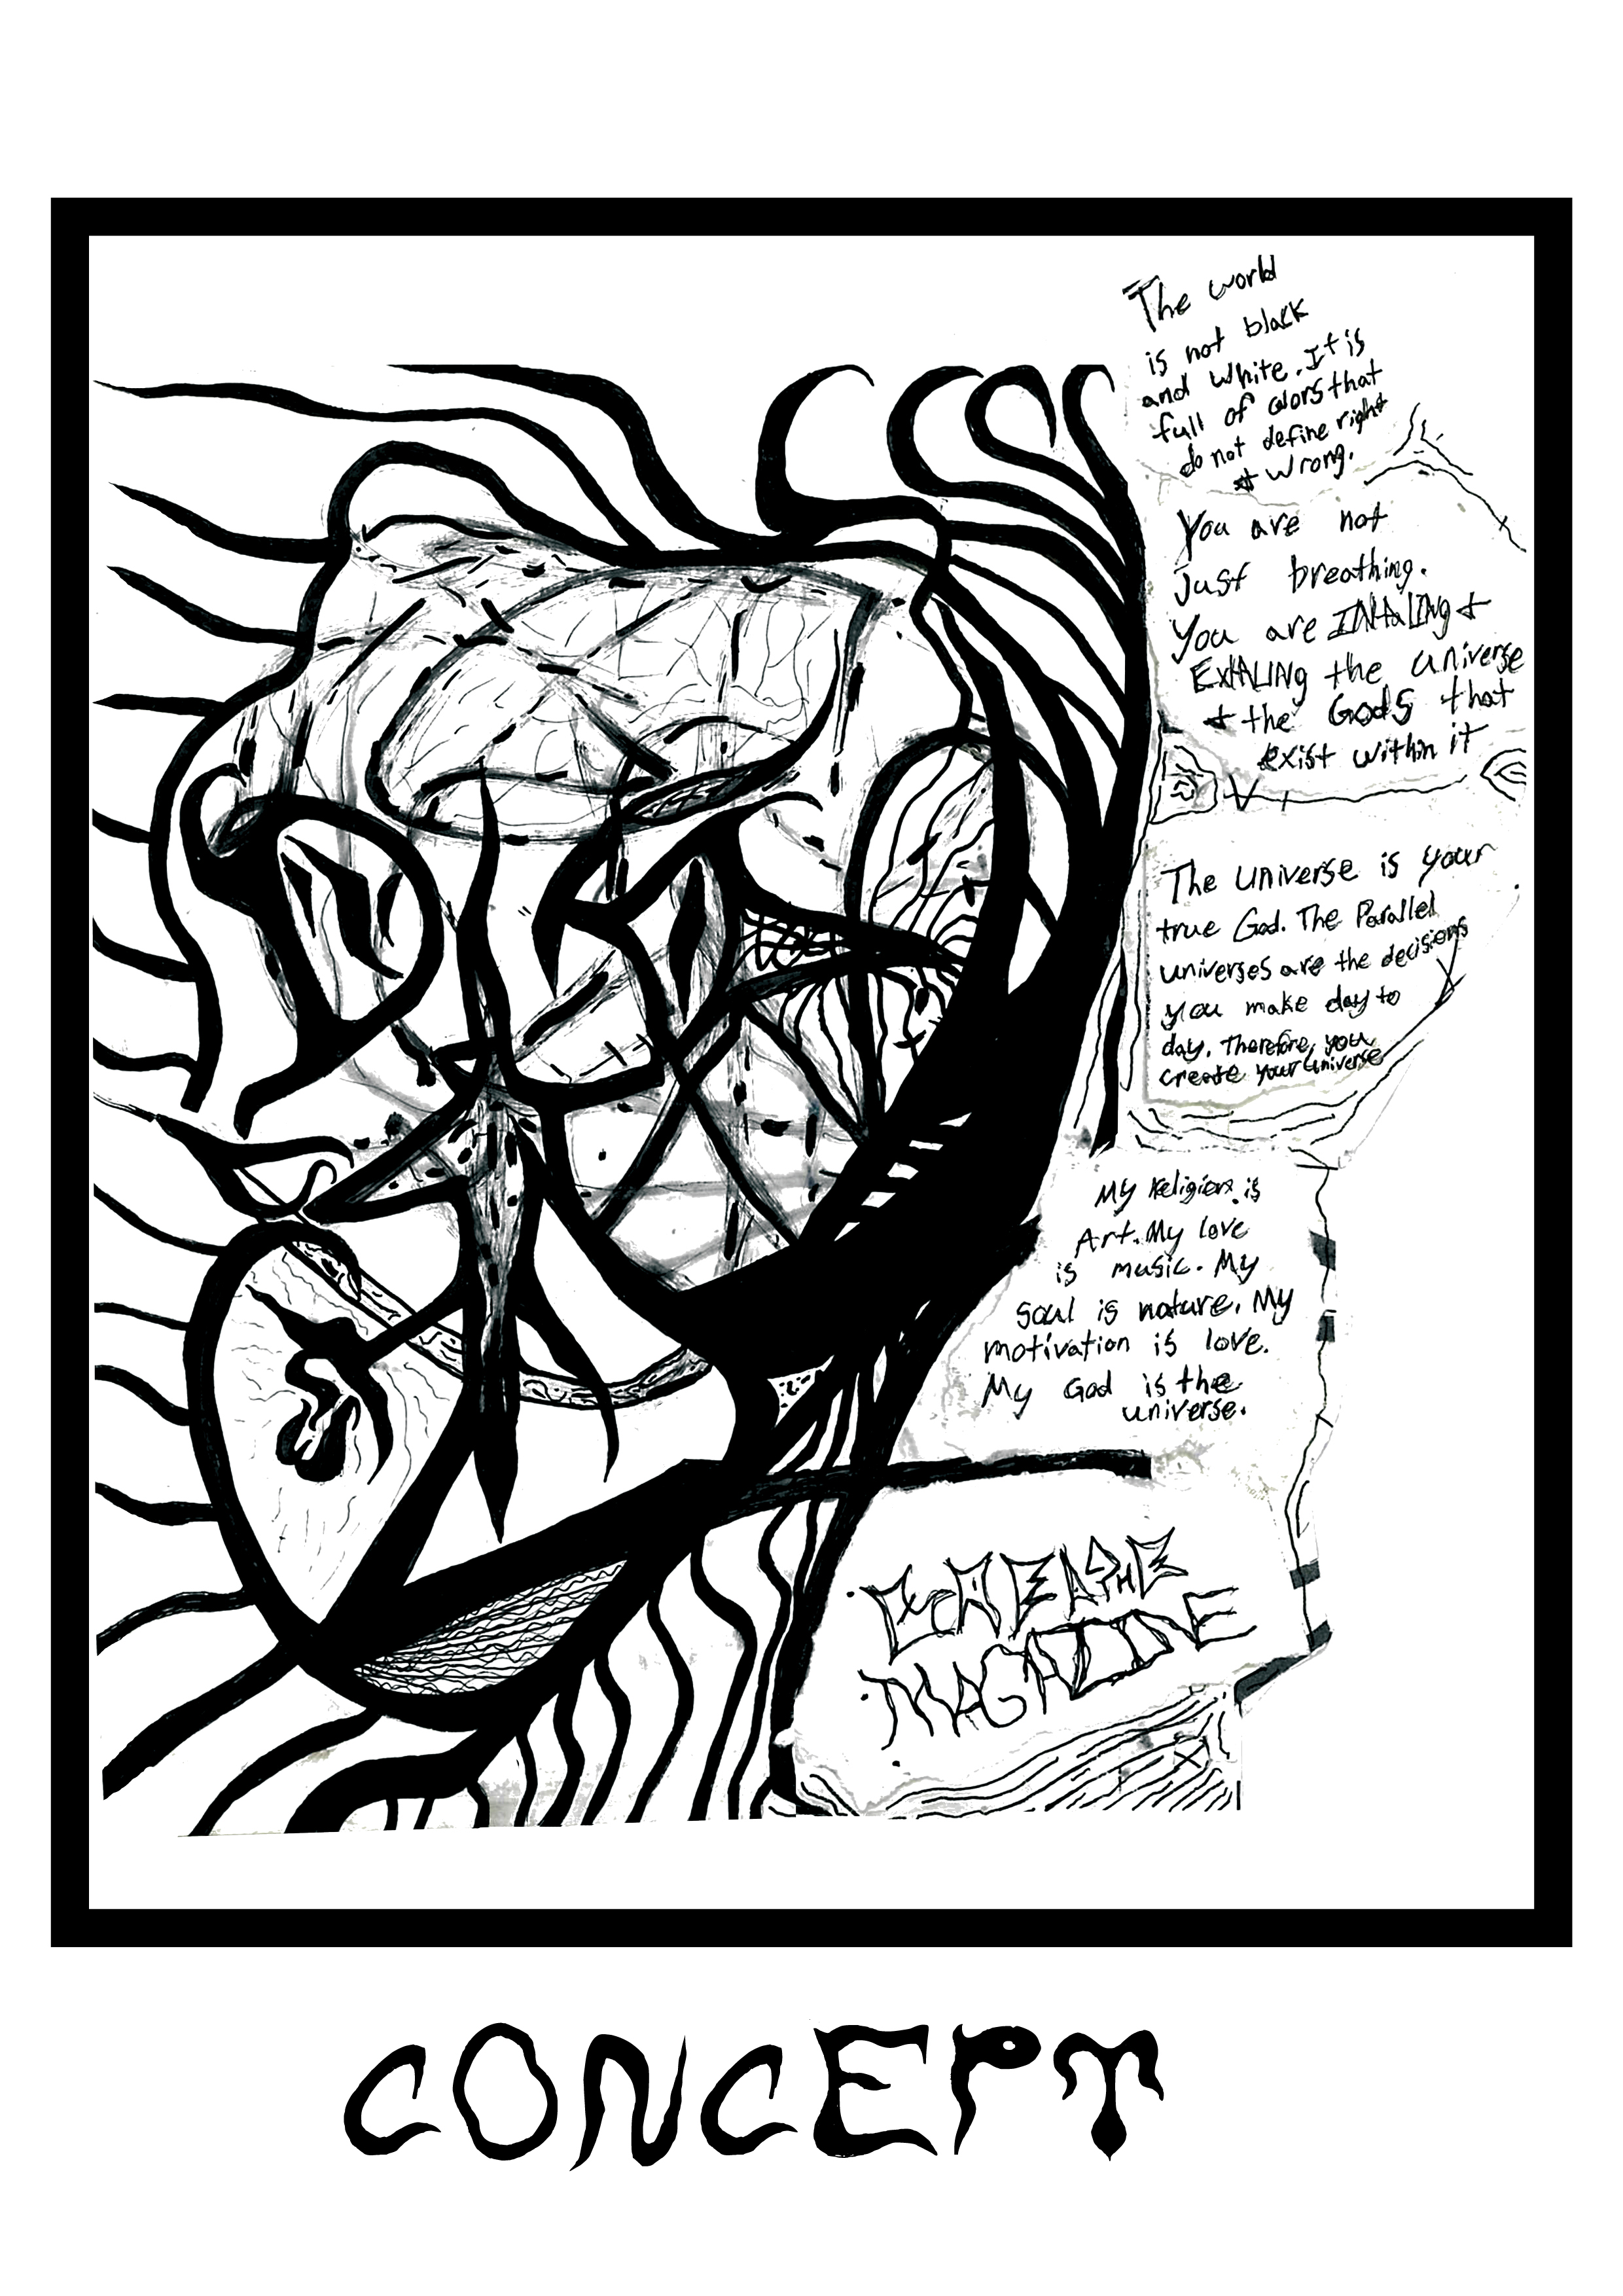 The world
is not black
and white. It is
full of colors that
do not define right
& wrong.
You are not
just breathing.
You are INHALING &
EXHALING the universe
& the Gods that
exist within it
The universe is your
true God. The Parallel
universes are the decisions
you make day to
day. Therefore, you
create your universe
My Religion is
Art. My love
is music. My
soul is nature. My
motivation is love.
My God is the
universe.
MAGAZINE
CONCEPT